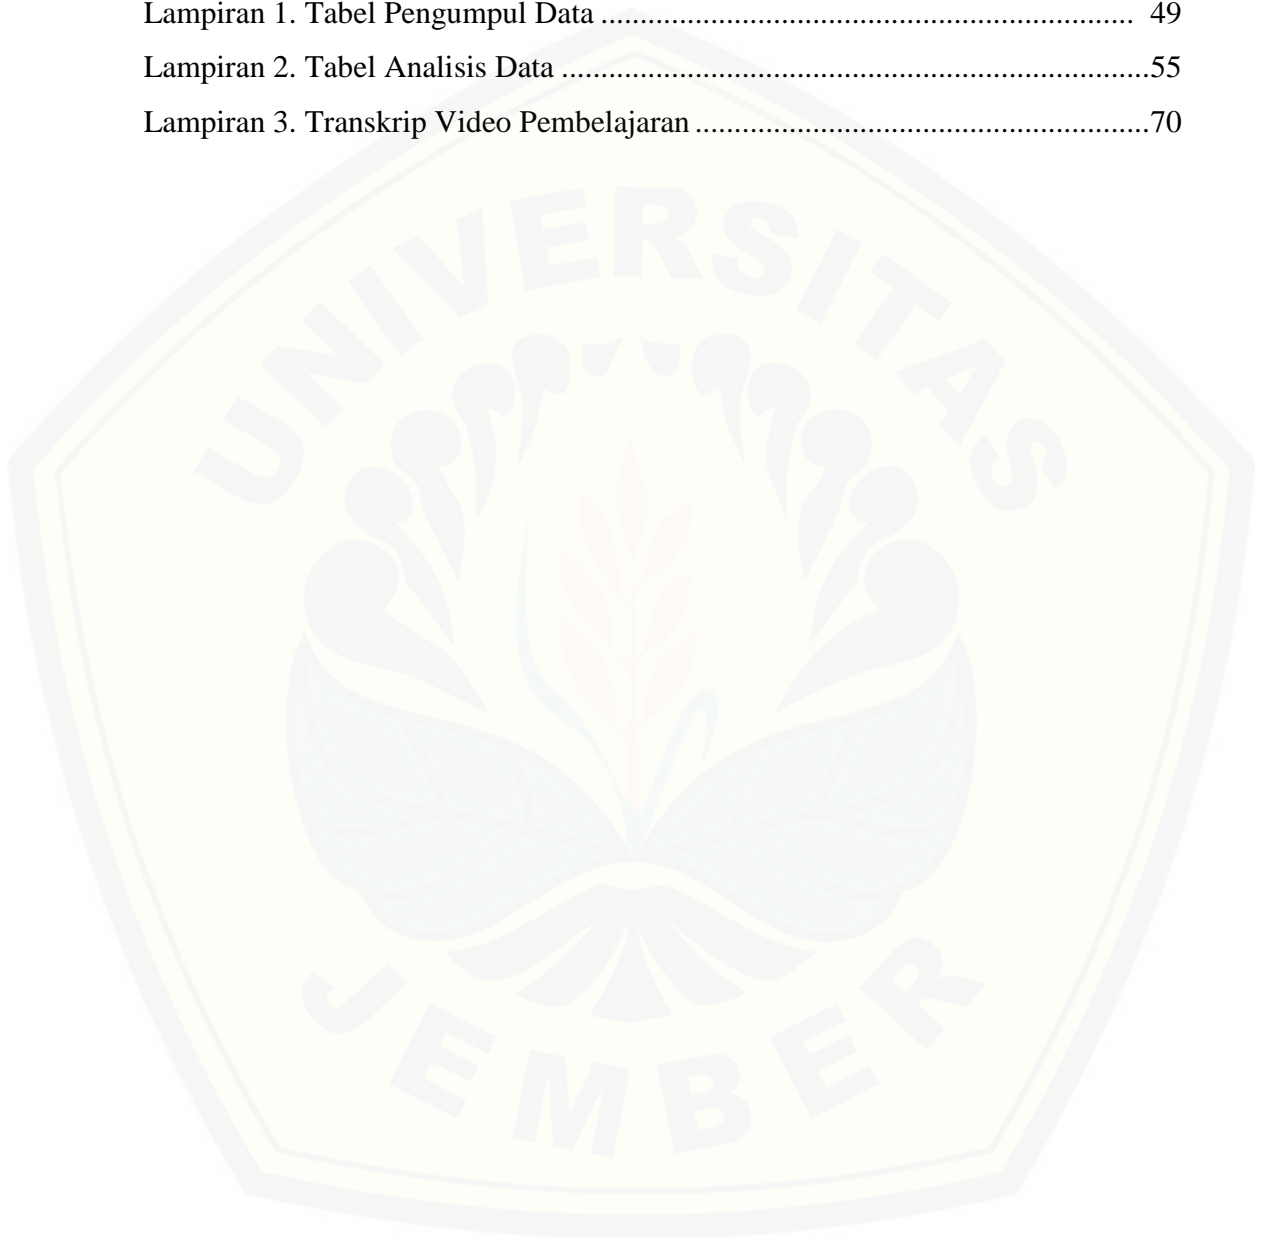 Lampiran 1. Tabel Pengumpul Data .................................................................... 49
Lampiran 2. Tabel Analisis Data ...........................................................................55
Lampiran 3. Transkrip Video Pembelajaran ..........................................................70
UNIVERSITAS
JEMBER